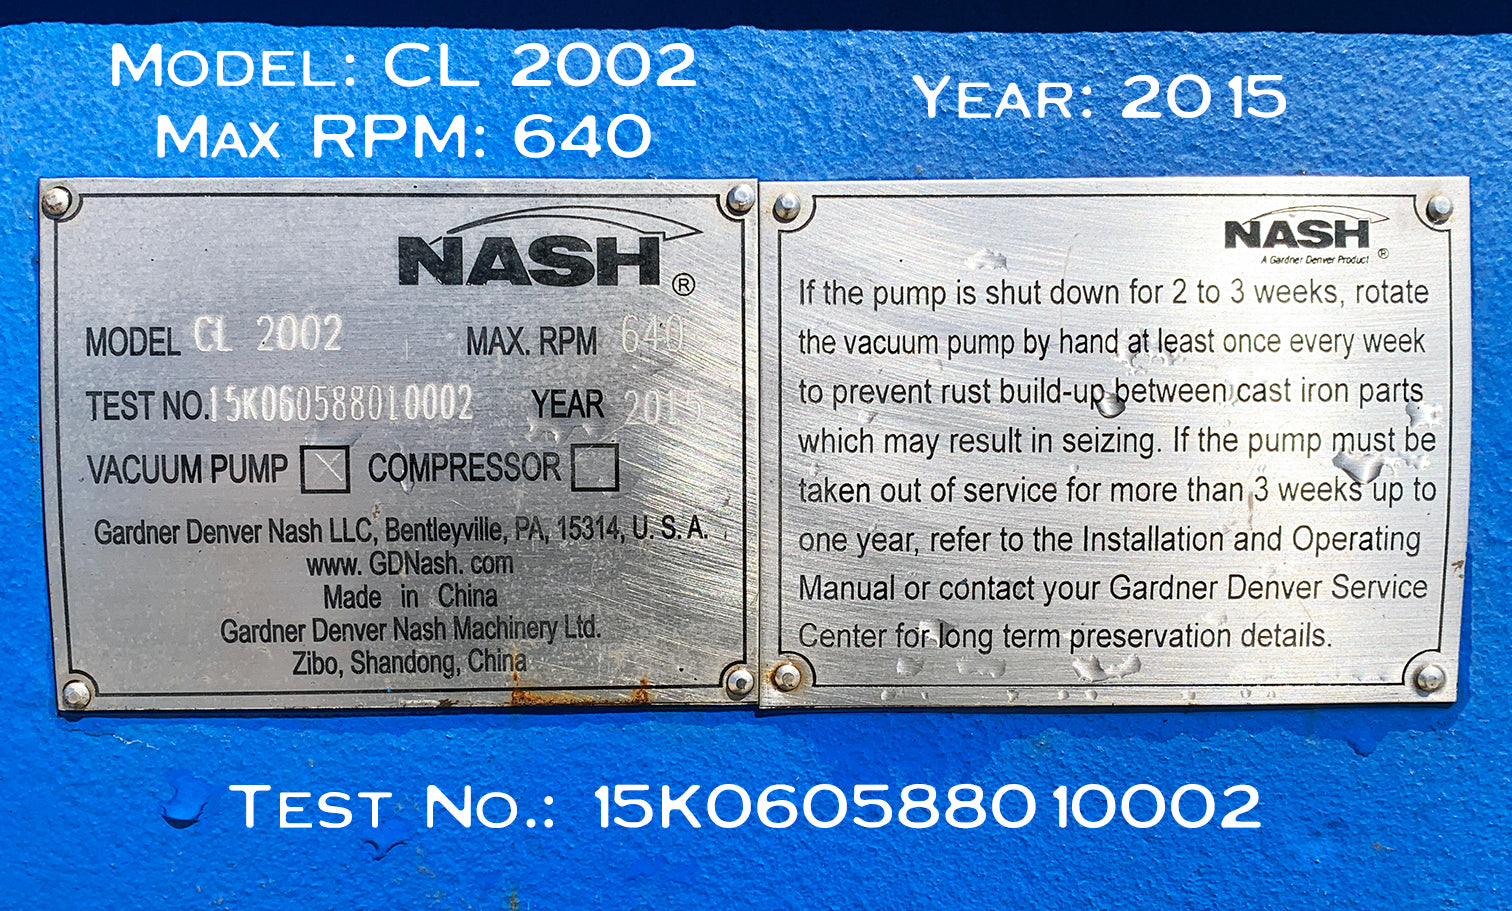 MODEL: CL 2002
MAX RPM: 640
YEAR: 2015
NASH ®
MODEL CL 2002 MAX. RPM 640
TEST NO. 15K060588010002 YEAR 2015
VACUUM PUMP X COMPRESSOR
Gardner Denver Nash LLC, Bentleyville, PA, 15314, U. S. A.
www. GDNash. com
Made in China
Gardner Denver Nash Machinery Ltd.
Zibo, Shandong, China
NASH ®
A Gardner Denver Product
If the pump is shut down for 2 to 3 weeks, rotate
the vacuum pump by hand at least once every week
to prevent rust build-up between cast iron parts
which may result in seizing. If the pump must be
taken out of service for more than 3 weeks up to
one year, refer to the Installation and Operating
Manual or contact your Gardner Denver Service
Center for long term preservation details.
TEST NO.: 15K060588010002